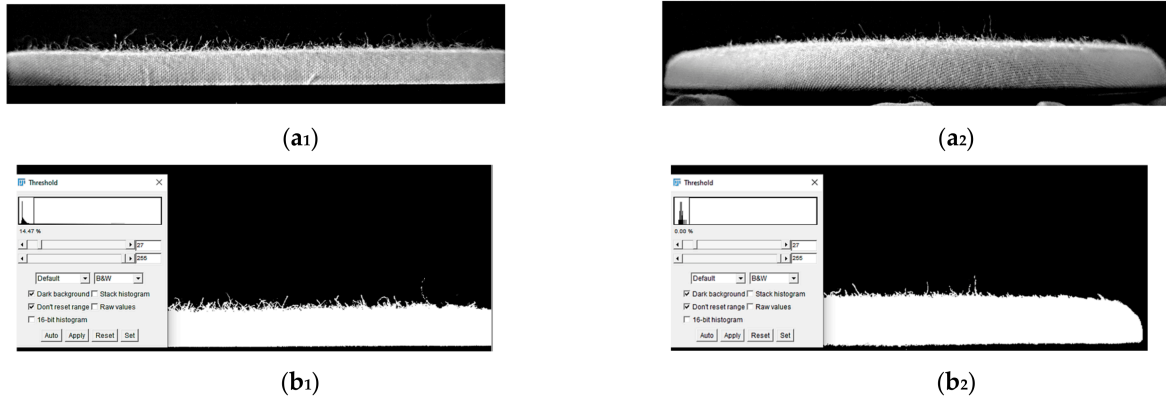 (a1)
(a2)
Threshold
14.47 %
27
255
Default
B&W
Dark background
Stack histogram
Don't reset range
Raw values
16-bit histogram
Auto
Apply
Reset
Set
Threshold
0.00 %
27
255
Default
B&W
Dark background
Stack histogram
Don't reset range
Raw values
16-bit histogram
Auto
Apply
Reset
Set
(b1)
(b2)